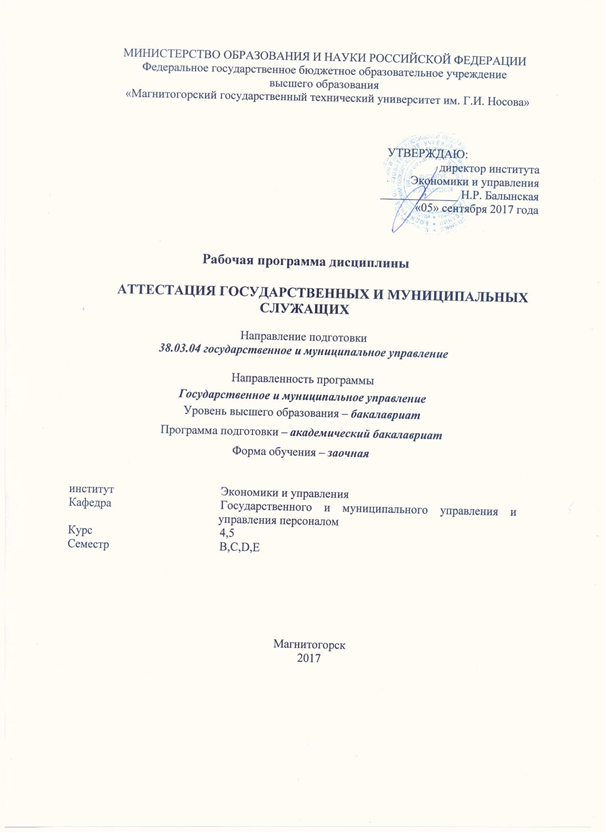 МИНИСТЕРСТВО ОБРАЗОВАНИЯ И НАУКИ РОССИЙСКОЙ ФЕДЕРАЦИИ
Федеральное государственное бюджетное образовательное учреждение
высшего образования
«Магнитогорский государственный технический университет им. Г.И. Носова»
УТВЕРЖДАЮ:
директор института
Экономики и управления
Н.Р. Балынская
«05» сентября 2017 года
Рабочая программа дисциплины
АТТЕСТАЦИЯ ГОСУДАРСТВЕННЫХ И МУНИЦИПАЛЬНЫХ
СЛУЖАЩИХ
Направление подготовки
38.03.04 государственное и муниципальное управление
Направленность программы
Государственное и муниципальное управление
Уровень высшего образования – бакалавриат
Программа подготовки – академический бакалавриат
Форма обучения – заочная
институт Экономики и управления
Кафедра Государственного и муниципального управления и
управления персоналом
Курс 4,5
Семестр B,C,D,E
Магнитогорск
2017